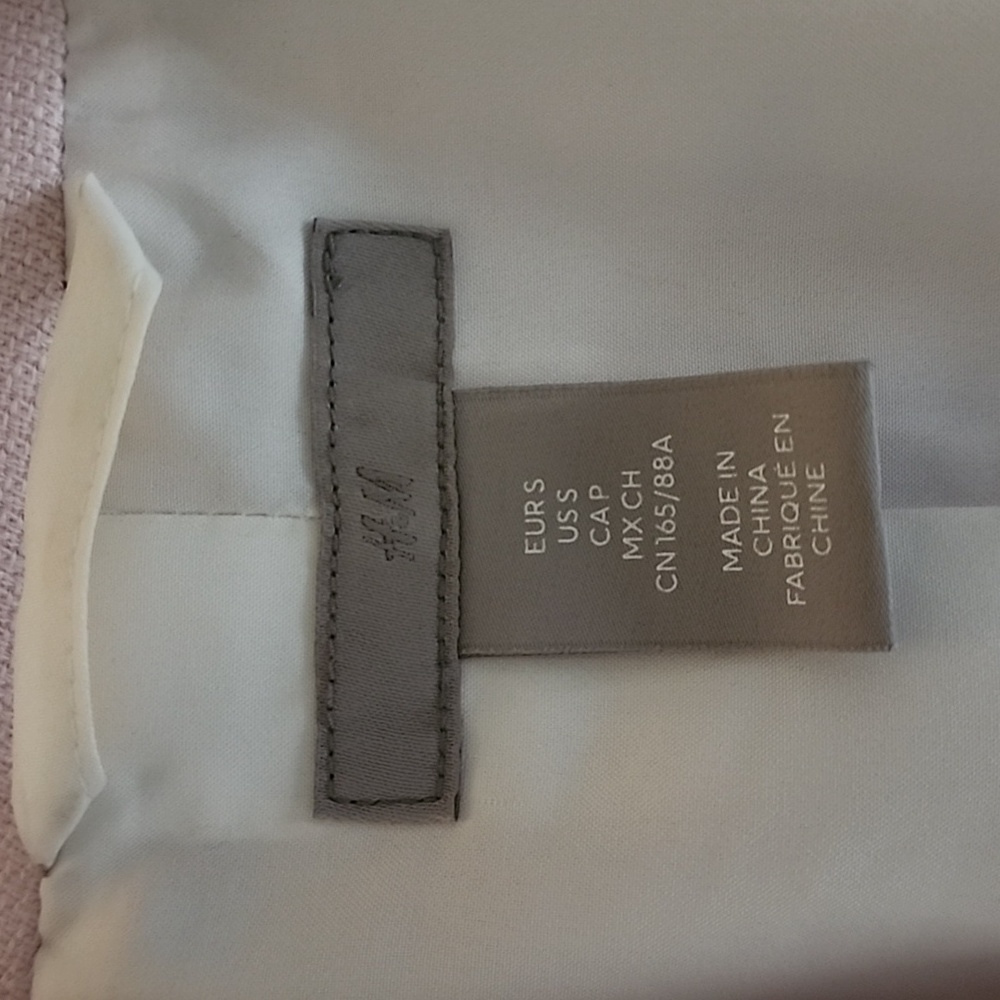 H&M
EUR S
US S
CA P
MX CH
CN 165/88A
MADE IN
CHINA
FABRIQUÉ EN
CHINE